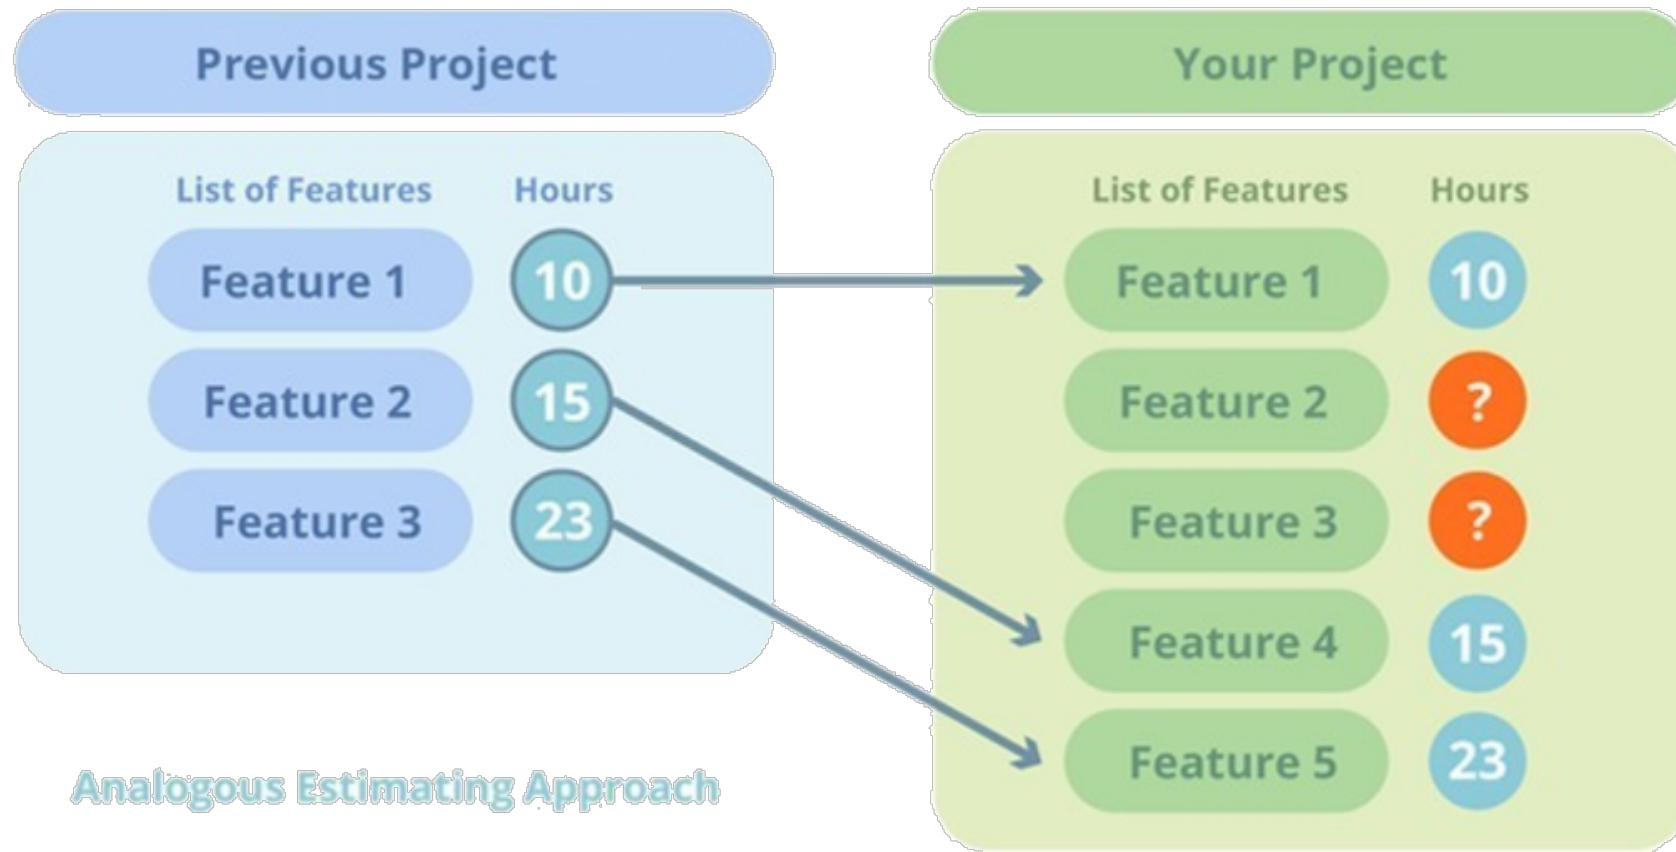 Previous Project
List of Features Hours
Feature 1 10
Feature 2 15
Feature 3 23
Analogous Estimating Approach
Your Project
List of Features Hours
Feature 1 10
Feature 2 ?
Feature 3 ?
Feature 4 15
Feature 5 23